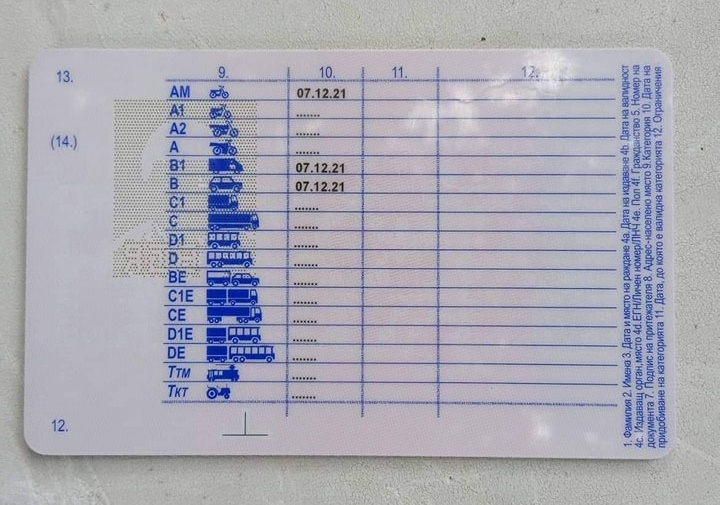 13.
9. 10. 11. 12.
AM 07.12.21
A1 .......
(14.)
A2 .......
A .......
B1 07.12.21
B 07.12.21
C1 .......
C .......
D1 .......
D .......
BE .......
C1E .......
CE .......
D1E .......
DE .......
Ттм .......
Ткт .......
12.
1. Фамилия 2. Имена 3. Дата и място на раждане 4a. Дата на издаване 4b. Дата на валидност
4c. Издаващ орган,място 4d.ЕГН/Личен номер/ЛНЧ 4e. Пол 4f. Гражданство 5. Номер на
документа 7. Подпис на притежателя 8. Адрес-населено място 9.Категория 10. Дата на
придобиване на категорията 11. Дата, до която е валидна категорията 12. Ограничения